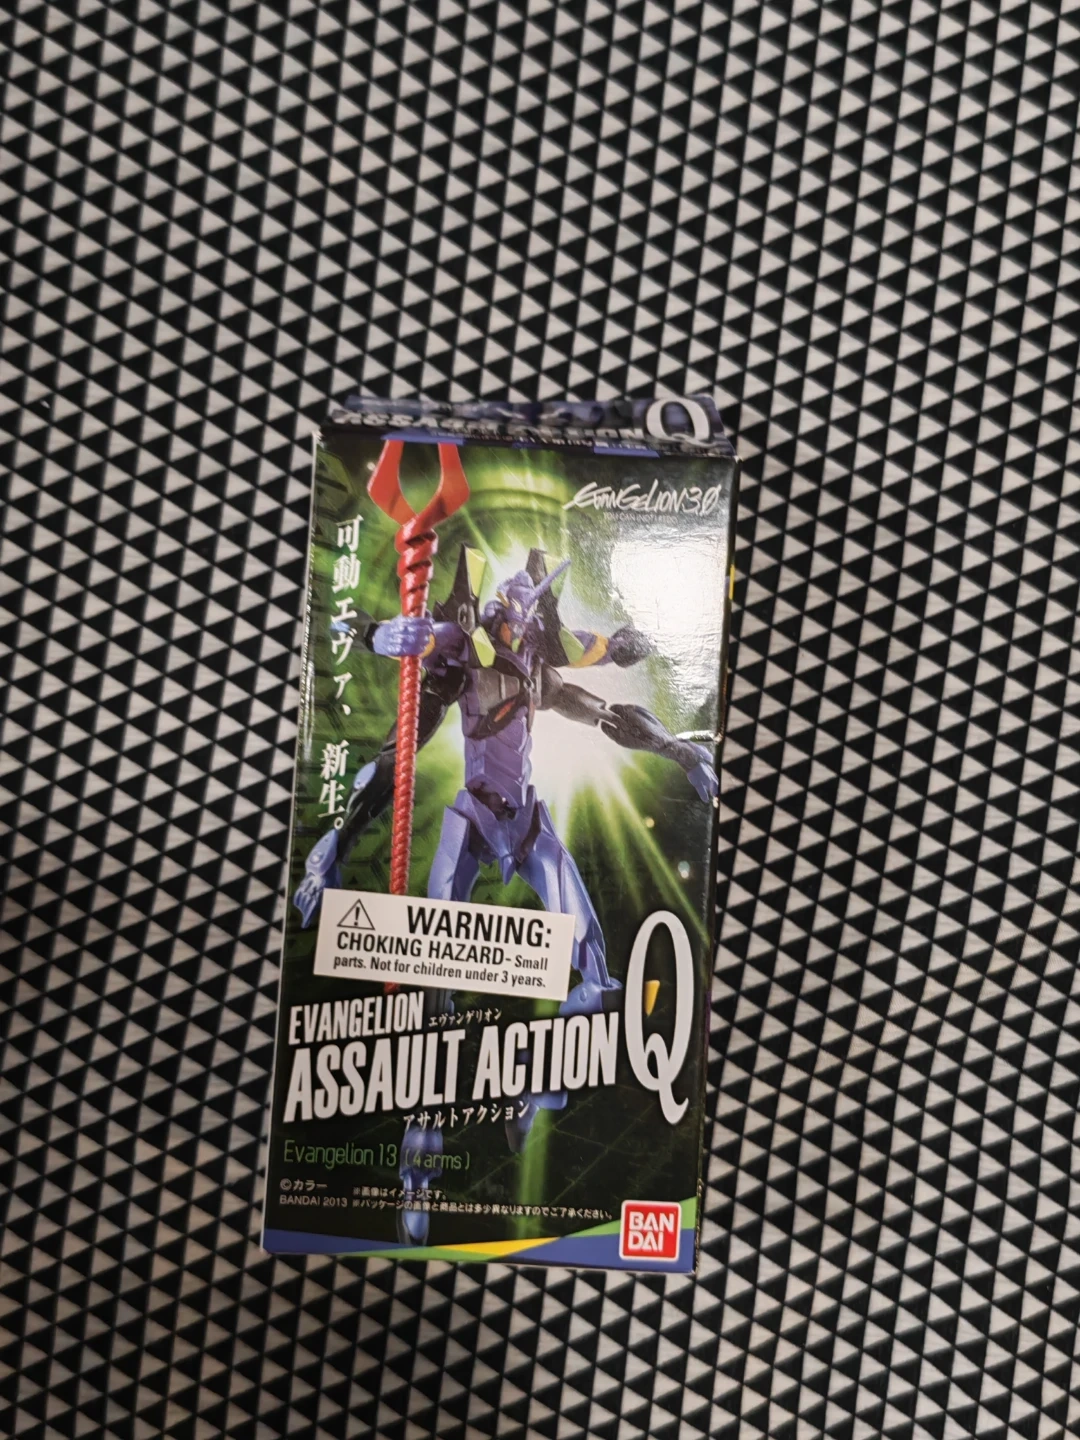 ASSAULT ACTION Q
EVANGELION:3.0
YOU CAN (NOT) REDO.
可動エヴァ、新生。
WARNING:
CHOKING HAZARD- Small
parts. Not for children under 3 years.
EVANGELION エヴァンゲリオン
ASSAULT ACTION Q
アサルトアクション
Evangelion 13 (4 arms)
©カラー ※画像はイメージです。
BANDAI 2013 ※パッケージの画像と商品とは多少異なりますのでご了承ください。
BAN
DAI